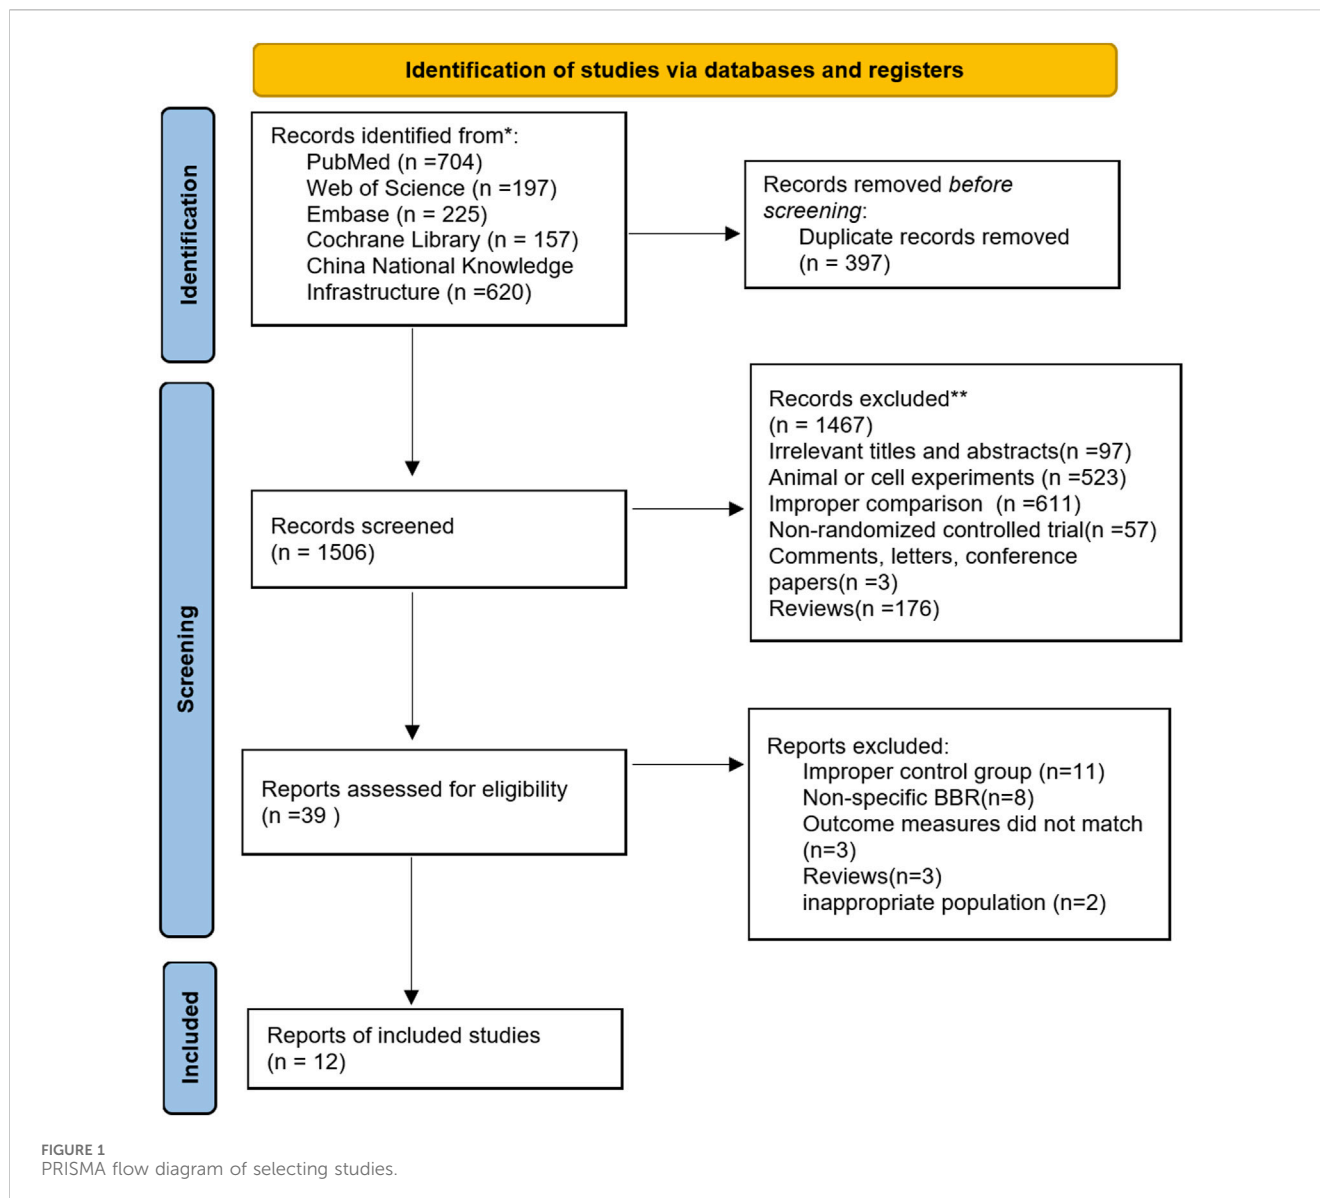 Identification of studies via databases and registers
Identification
Records identified from*:
PubMed (n =704)
Web of Science (n =197)
Embase (n = 225)
Cochrane Library (n = 157)
China National Knowledge
Infrastructure (n =620)
Records removed before
screening:
Duplicate records removed
(n = 397)
Screening
Records screened
(n = 1506)
Records excluded**
(n = 1467)
Irrelevant titles and abstracts(n =97)
Animal or cell experiments (n =523)
Improper comparison  (n =611)
Non-randomized controlled trial(n =57)
Comments, letters, conference
papers(n =3)
Reviews(n =176)
Reports assessed for eligibility
(n =39 )
Reports excluded:
Improper control group (n=11)
Non-specific BBR(n=8)
Outcome measures did not match
(n=3)
Reviews(n=3)
inappropriate population (n=2)
Included
Reports of included studies
(n = 12)
FIGURE 1
PRISMA flow diagram of selecting studies.